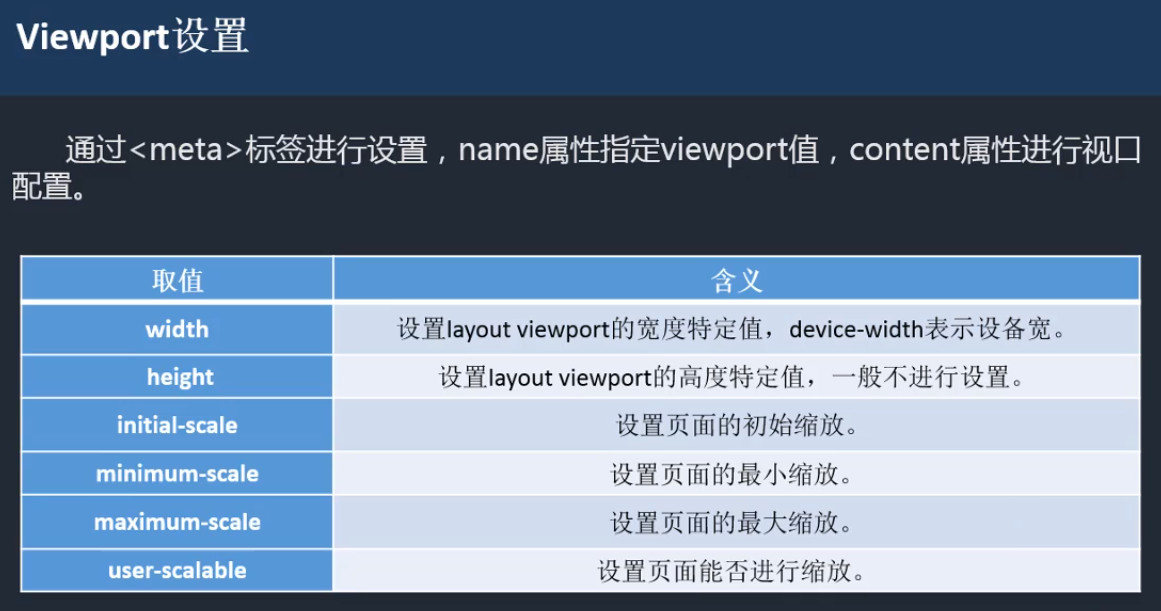 Viewport设置
通过<meta>标签进行设置，name属性指定viewport值，content属性进行视口
配置。
取值 含义
width 设置layout viewport的宽度特定值，device-width表示设备宽。
height 设置layout viewport的高度特定值，一般不进行设置。
initial-scale 设置页面的初始缩放。
minimum-scale 设置页面的最小缩放。
maximum-scale 设置页面的最大缩放。
user-scalable 设置页面能否进行缩放。